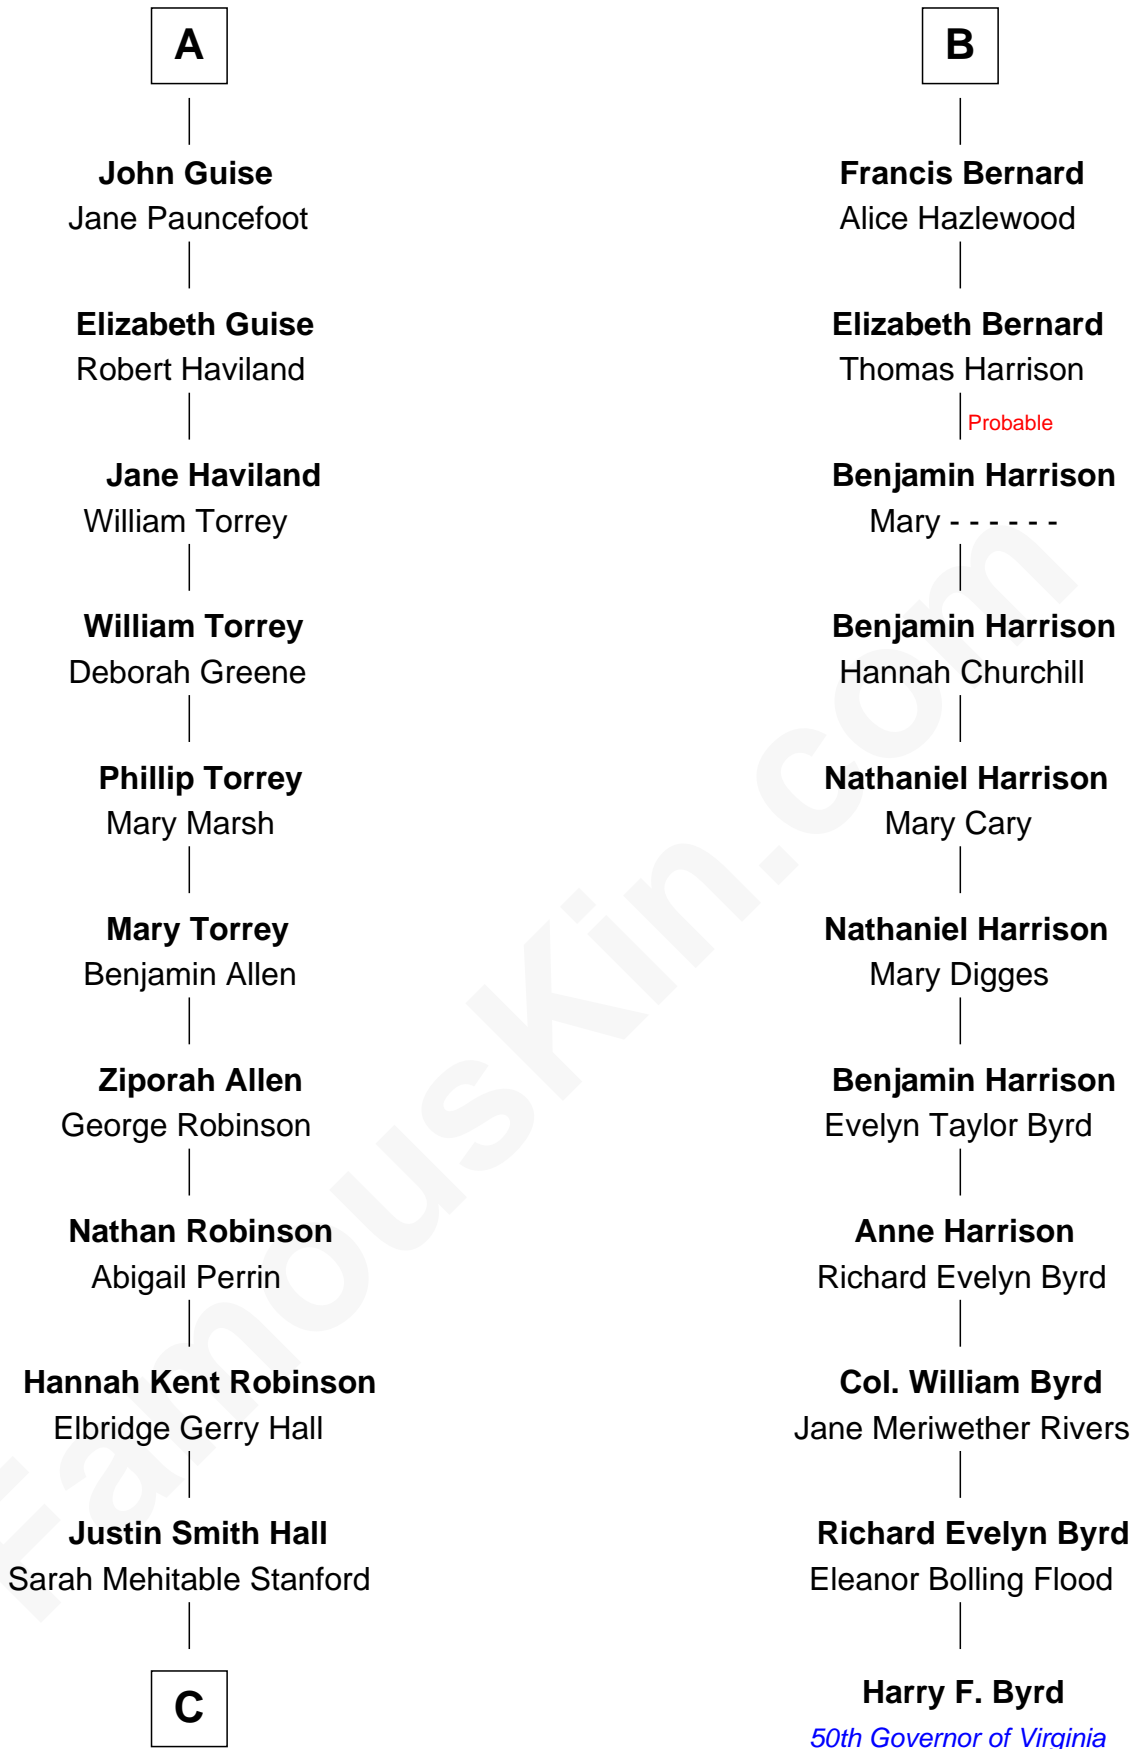 A
John Guise
Jane Pauncefoot
Elizabeth Guise
Robert Haviland
Jane Haviland
William Torrey
William Torrey
Deborah Greene
Phillip Torrey
Mary Marsh
Mary Torrey
Benjamin Allen
Ziporah Allen
George Robinson
Nathan Robinson
Abigail Perrin
Hannah Kent Robinson
Elbridge Gerry Hall
Justin Smith Hall
Sarah Mehitable Stanford
C
B
Francis Bernard
Alice Hazlewood
Elizabeth Bernard
Thomas Harrison
Probable
Benjamin Harrison
Mary - - - - - -
Benjamin Harrison
Hannah Churchill
Nathaniel Harrison
Mary Cary
Nathaniel Harrison
Mary Digges
Benjamin Harrison
Evelyn Taylor Byrd
Anne Harrison
Richard Evelyn Byrd
Col. William Byrd
Jane Meriwether Rivers
Richard Evelyn Byrd
Eleanor Bolling Flood
Harry F. Byrd
50th Governor of Virginia
FamousKin.com